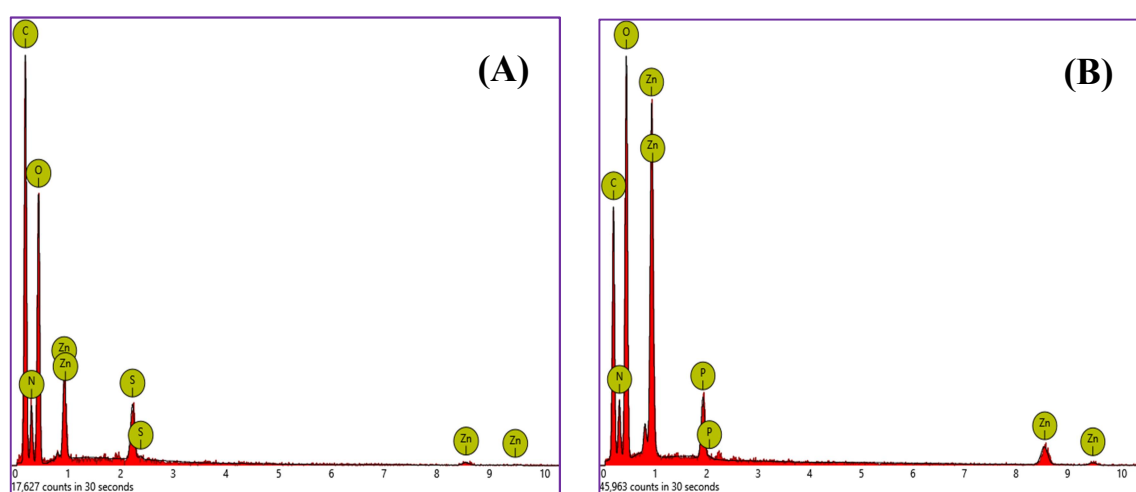 C
(A)
O
Zn
Zn
N
S
S
Zn
Zn
0 1 2 3 4 5 6 7 8 9 10
17,627 counts in 30 seconds
O
(B)
Zn
Zn
C
N
P
P
Zn
Zn
0 1 2 3 4 5 6 7 8 9 10
45,963 counts in 30 seconds